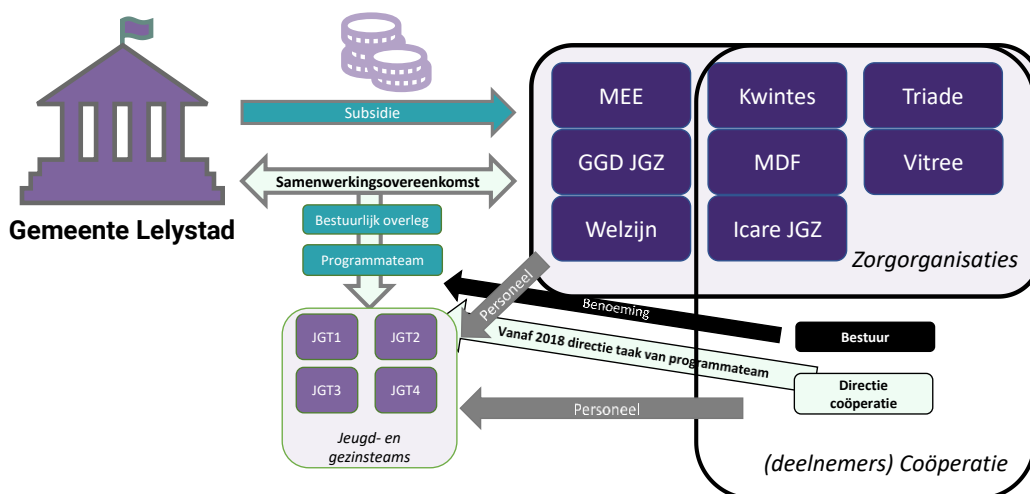 Gemeente Lelystad
Subsidie
Samenwerkingsovereenkomst
Bestuurlijk overleg
Programmateam
MEE
Kwintes
Triade
GGD JGZ
MDF
Vitree
Welzijn
Icare JGZ
Zorgorganisaties
Personeel
Benoeming
Vanaf 2018 directie taak van programmateam
Bestuur
Directie
coöperatie
JGT1
JGT2
JGT3
JGT4
Jeugd- en
gezinsteams
Personeel
(deelnemers) Coöperatie